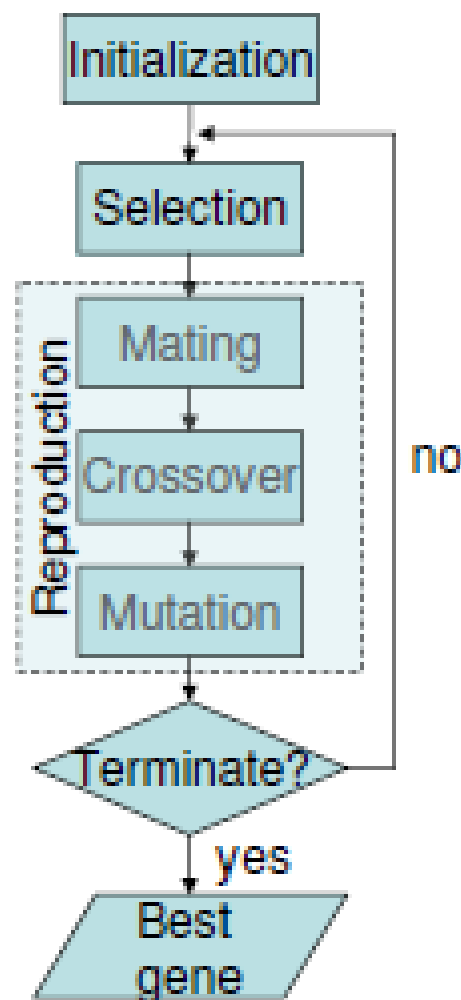 Initialization
Selection
Reproduction
Mating
Crossover
Mutation
no
Terminate?
yes
Best
gene